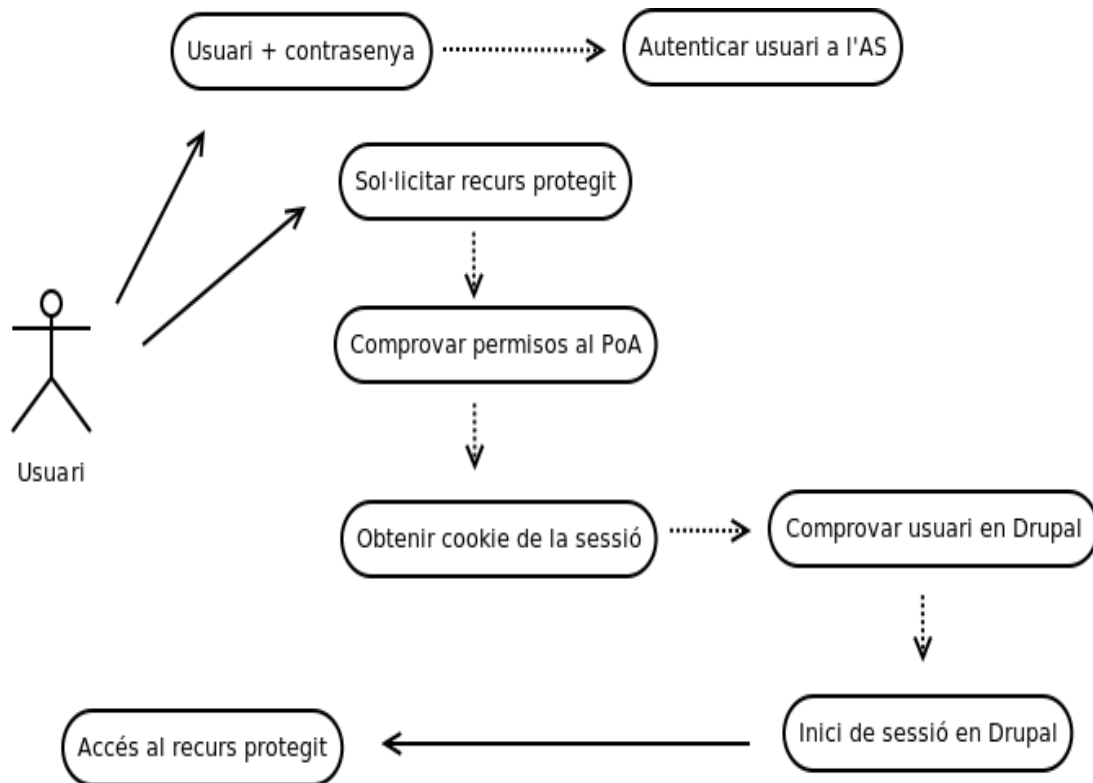 Usuari + contrasenya
Autenticar usuari a l'AS
Sol·licitar recurs protegit
Comprovar permisos al PoA
Usuari
Obtenir cookie de la sessió
Comprovar usuari en Drupal
Inici de sessió en Drupal
Accés al recurs protegit